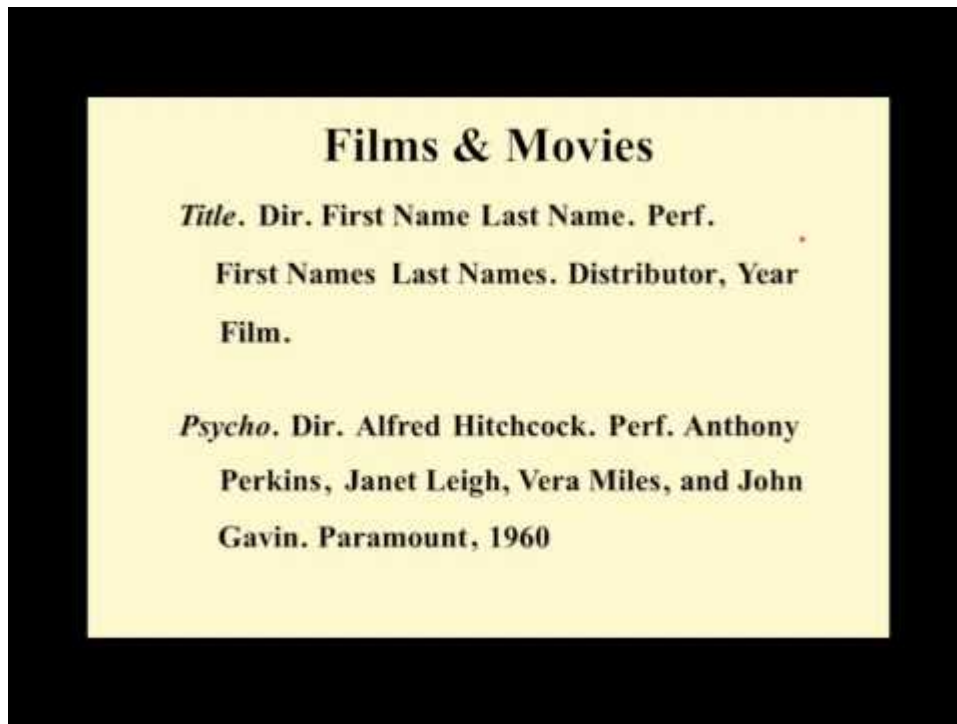 Films & Movies
Title. Dir. First Name Last Name. Perf.
First Names Last Names. Distributor, Year
Film.
Psycho. Dir. Alfred Hitchcock. Perf. Anthony
Perkins, Janet Leigh, Vera Miles, and John
Gavin. Paramount, 1960